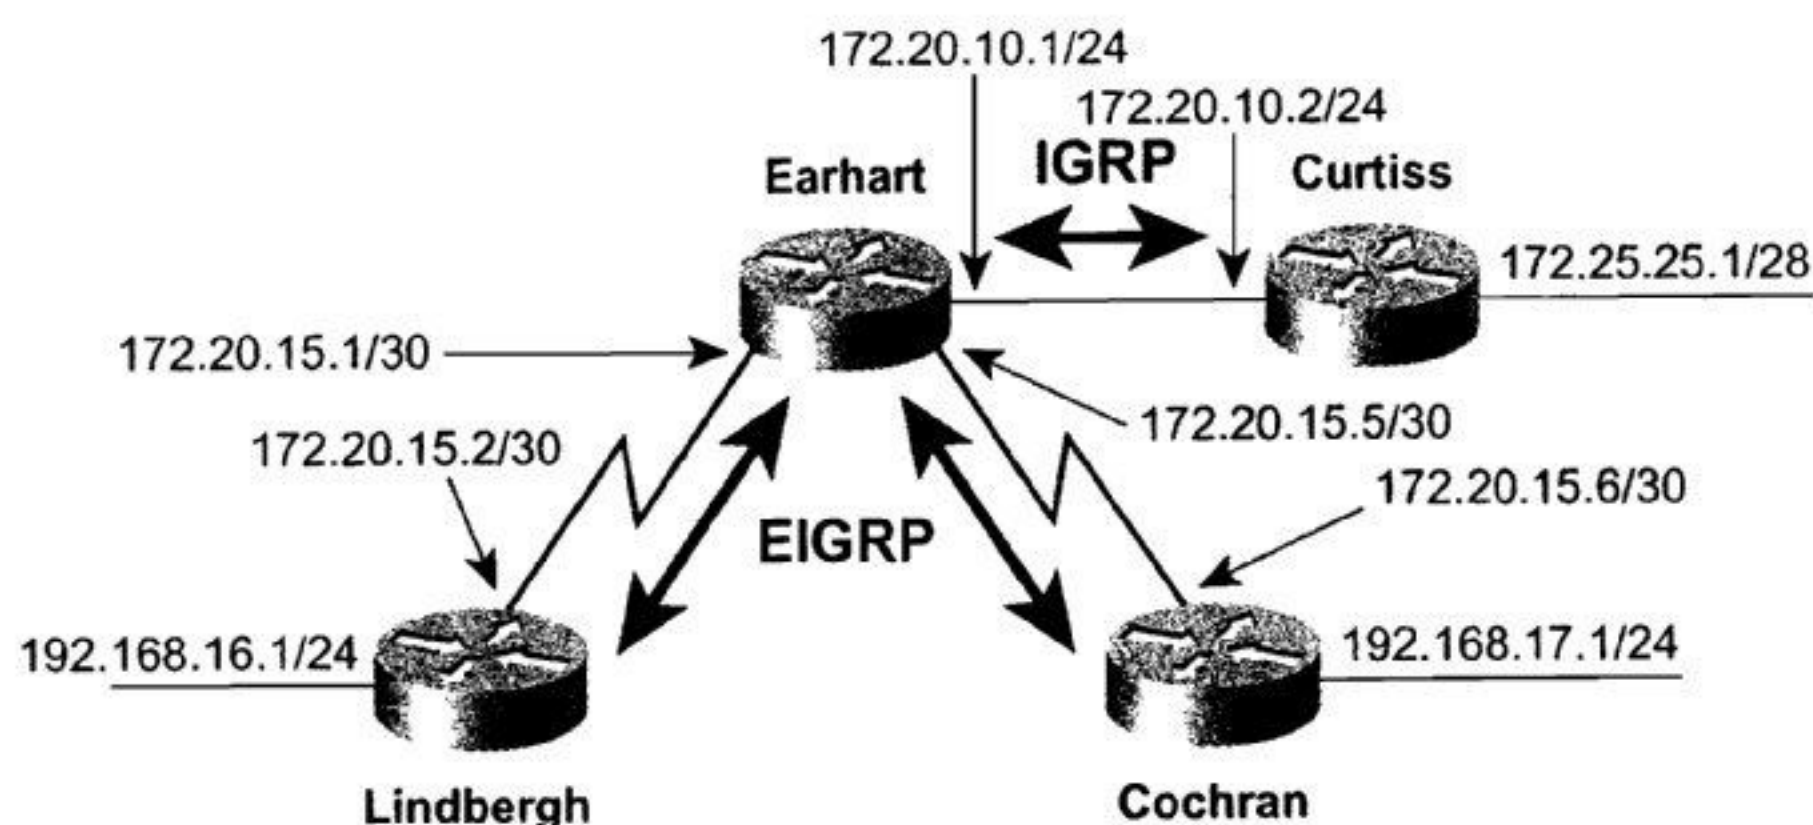 172.20.10.1/24
172.20.10.2/24
Earhart
IGRP
Curtiss
172.25.25.1/28
172.20.15.1/30
172.20.15.5/30
172.20.15.2/30
172.20.15.6/30
EIGRP
192.168.16.1/24
192.168.17.1/24
Lindbergh
Cochran